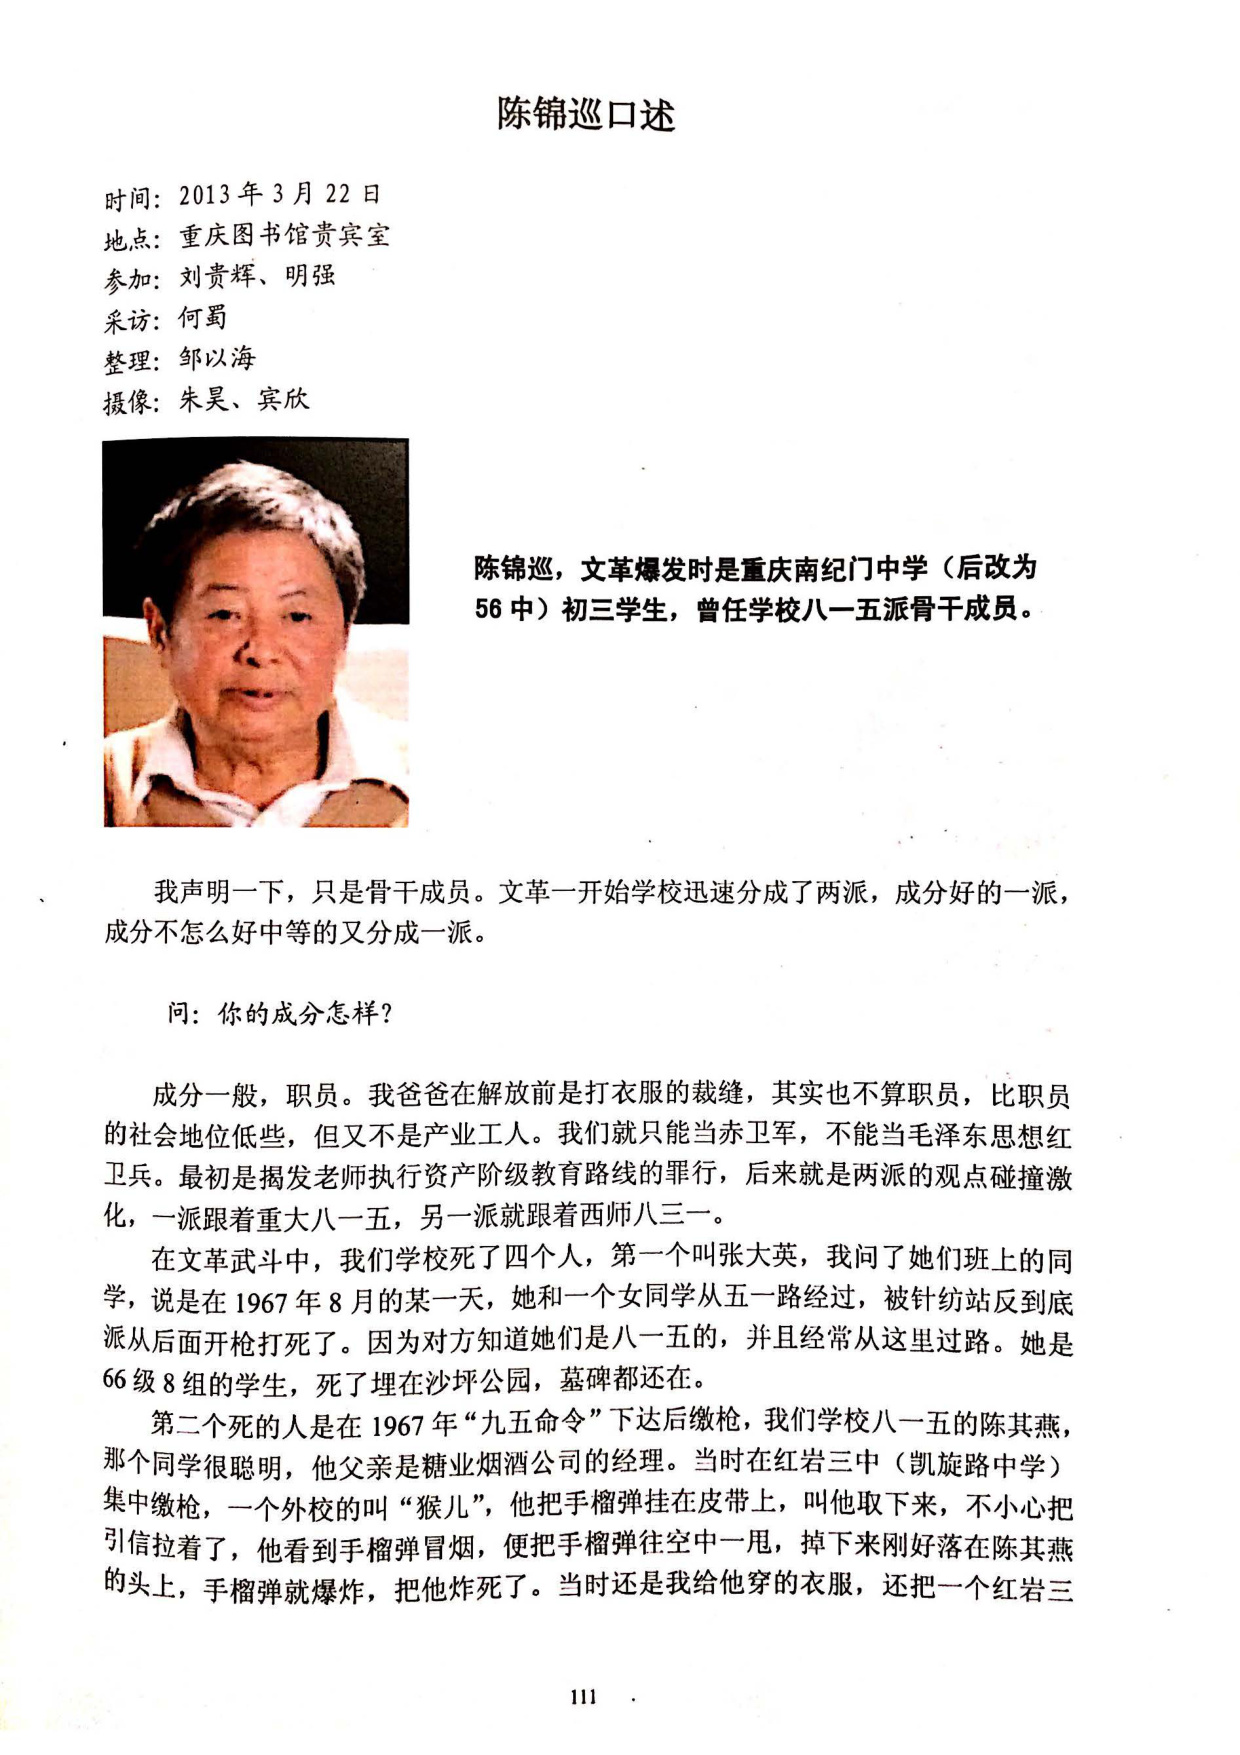 陈锦巡口述
时间：2013年3月22日
地点：重庆图书馆贵宾室
参加：刘贵辉、明强
采访：何蜀
整理：邹以海
摄像：朱昊、宾欣
陈锦巡，文革爆发时是重庆南纪门中学（后改为
56中）初三学生，曾任学校八一五派骨干成员。
我声明一下，只是骨干成员。文革一开始学校迅速分成了两派，成分好的一派，
成分不怎么好中等的又分成一派。
问：你的成分怎样？
成分一般，职员。我爸爸在解放前是打衣服的裁缝，其实也不算职员，比职员
的社会地位低些，但又不是产业工人。我们就只能当赤卫军，不能当毛泽东思想红
卫兵。最初是揭发老师执行资产阶级教育路线的罪行，后来就是两派的观点碰撞激
化，一派跟着重大八一五，另一派就跟着西师八三一。
在文革武斗中，我们学校死了四个人，第一个叫张大英，我问了她们班上的同
学，说是在1967年8月的某一天，她和一个女同学从五一路经过，被针纺站反到底
派从后面开枪打死了。因为对方知道她们是八一五的，并且经常从这里过路。她是
66级8组的学生，死了埋在沙坪公园，墓碑都还在。
第二个死的人是在1967年“九五命令”下达后缴枪，我们学校八一五的陈其燕，
那个同学很聪明，他父亲是糖业烟酒公司的经理。当时在红岩三中（凯旋路中学）
集中缴枪，一个外校的叫“猴儿”，他把手榴弹挂在皮带上，叫他取下来，不小心把
引信拉着了，他看到手榴弹冒烟，便把手榴弹往空中一甩，掉下来刚好落在陈其燕
的头上，手榴弹就爆炸，把他炸死了。当时还是我给他穿的衣服，还把一个红岩三
111